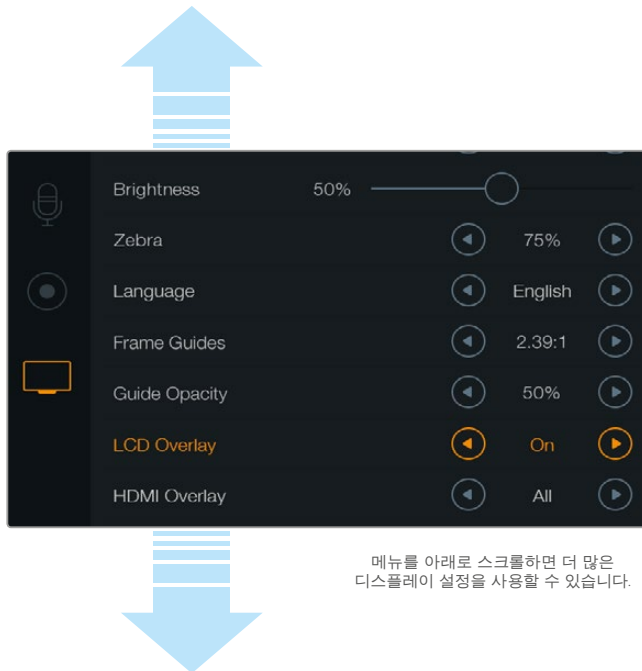 Brightness 50%
Zebra 75%
Language English
Frame Guides 2.39:1
Guide Opacity 50%
LCD Overlay On
HDMI Overlay All
메뉴를 아래로 스크롤하면 더 많은
디스플레이 설정을 사용할 수 있습니다.